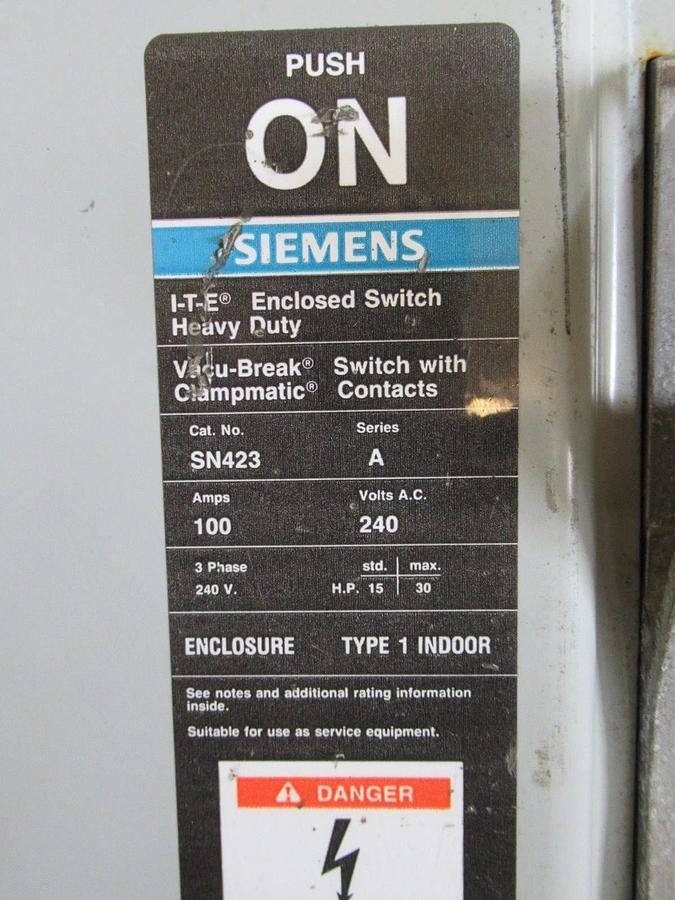 PUSH
ON
SIEMENS
I-T-E® Enclosed Switch
Heavy Duty
Vacu-Break® Switch with
Clampmatic® Contacts
Cat. No. Series
SN423 A
Amps Volts A.C.
100 240
3 Phase std. max.
240 V. H.P. 15 30
ENCLOSURE TYPE 1 INDOOR
See notes and additional rating information
inside.
Suitable for use as service equipment.
DANGER